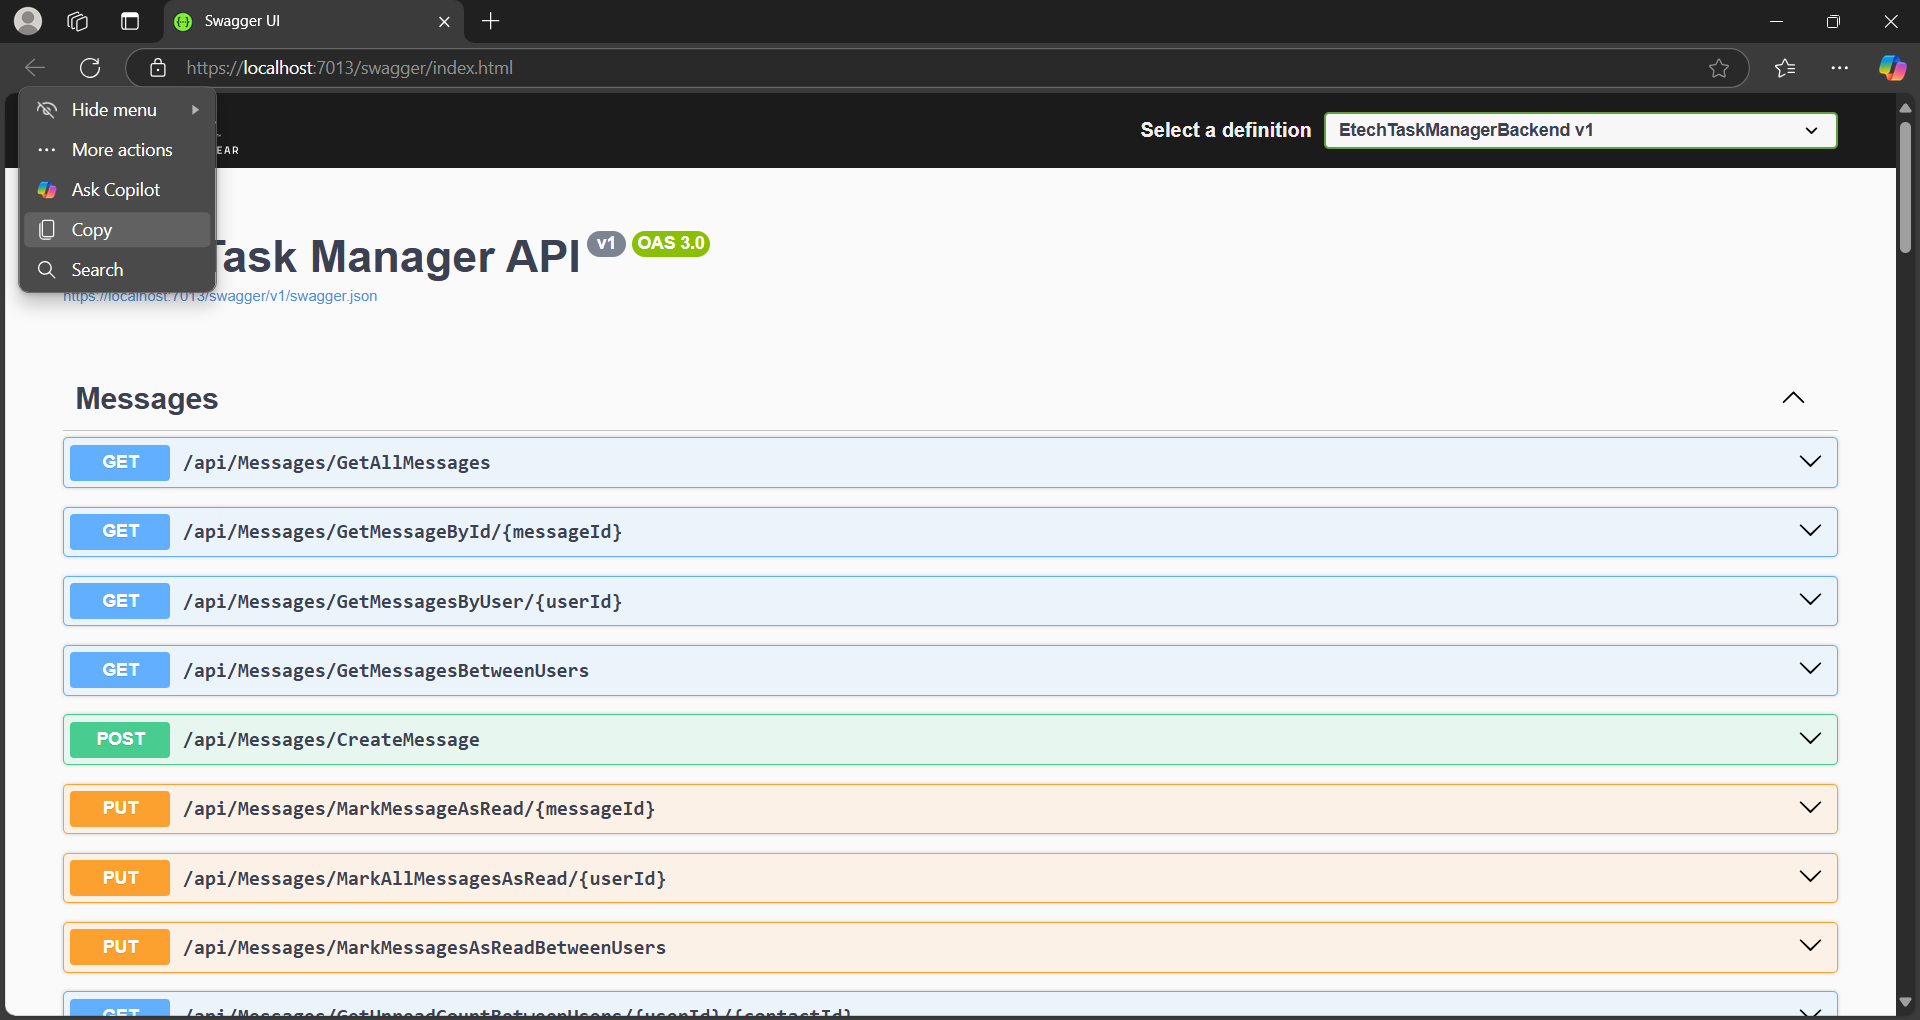 Swagger UI
https://localhost:7013/swagger/index.html
Hide menu
More actions
Ask Copilot
Copy
Search
EAR
Select a definition
EtechTaskManagerBackend v1
Task Manager API v1 OAS 3.0
https://localhost:7013/swagger/v1/swagger.json
Messages
GET /api/Messages/GetAllMessages
GET /api/Messages/GetMessageById/{messageId}
GET /api/Messages/GetMessagesByUser/{userId}
GET /api/Messages/GetMessagesBetweenUsers
POST /api/Messages/CreateMessage
PUT /api/Messages/MarkMessageAsRead/{messageId}
PUT /api/Messages/MarkAllMessagesAsRead/{userId}
PUT /api/Messages/MarkMessagesAsReadBetweenUsers
GET /api/Messages/GetUnreadCountBetweenUsers/{userId}/{contactId}